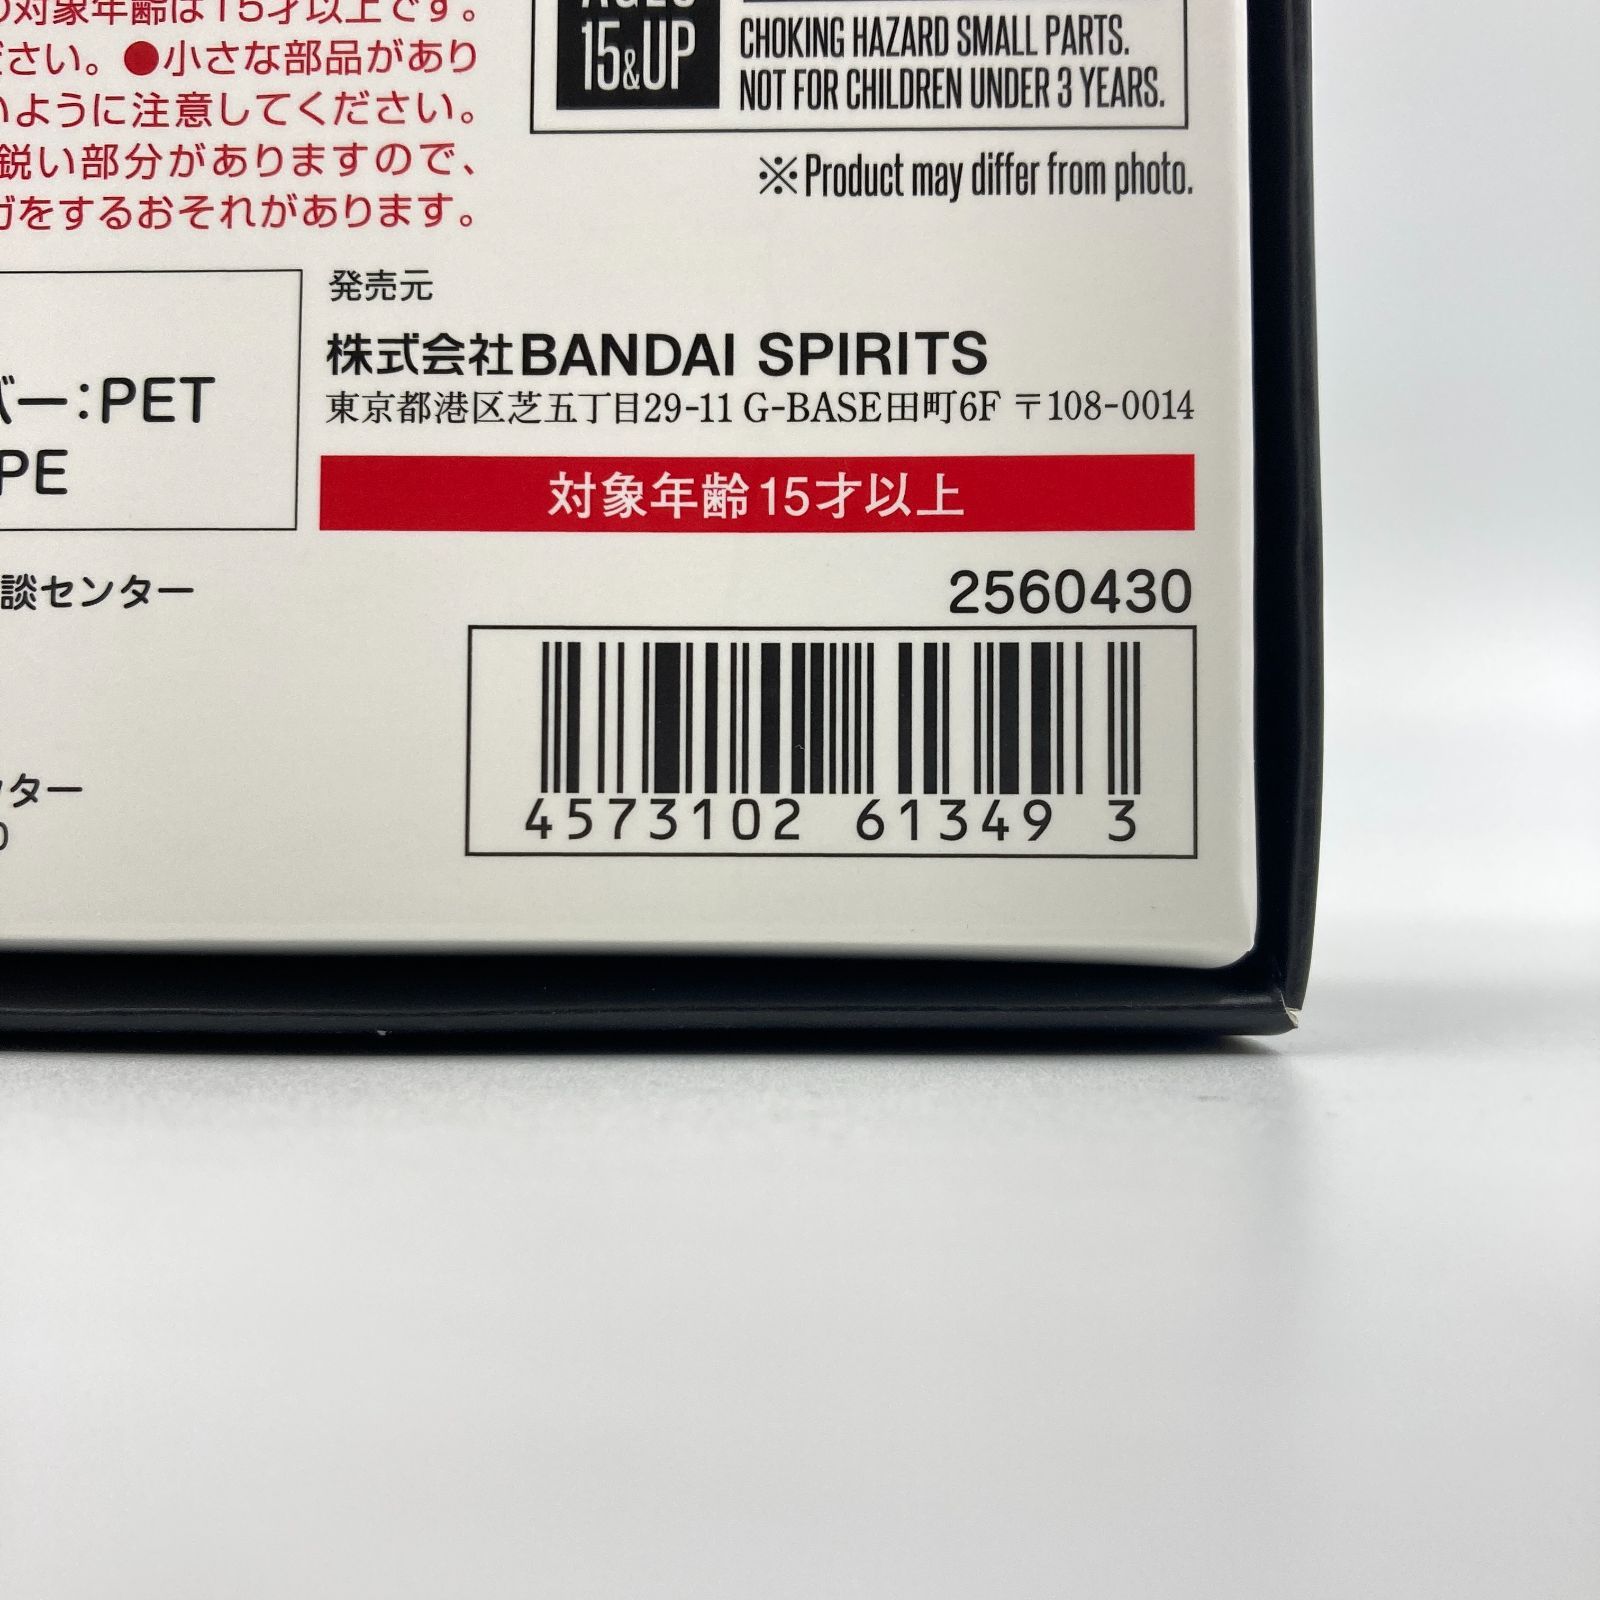 の対象年齢は15才以上です。
ださい。●小さな部品があり
いように注意してください。
鋭い部分がありますので、
ガをするおそれがあります。
AGES
15&UP
CHOKING HAZARD SMALL PARTS.
NOT FOR CHILDREN UNDER 3 YEARS.
※Product may differ from photo.
発売元
株式会社BANDAI SPIRITS
東京都港区芝五丁目29-11 G-BASE田町6F 〒108-0014
バー：PET
PE
対象年齢15才以上
談センター
2560430
ンター
0
4573102 61349 3